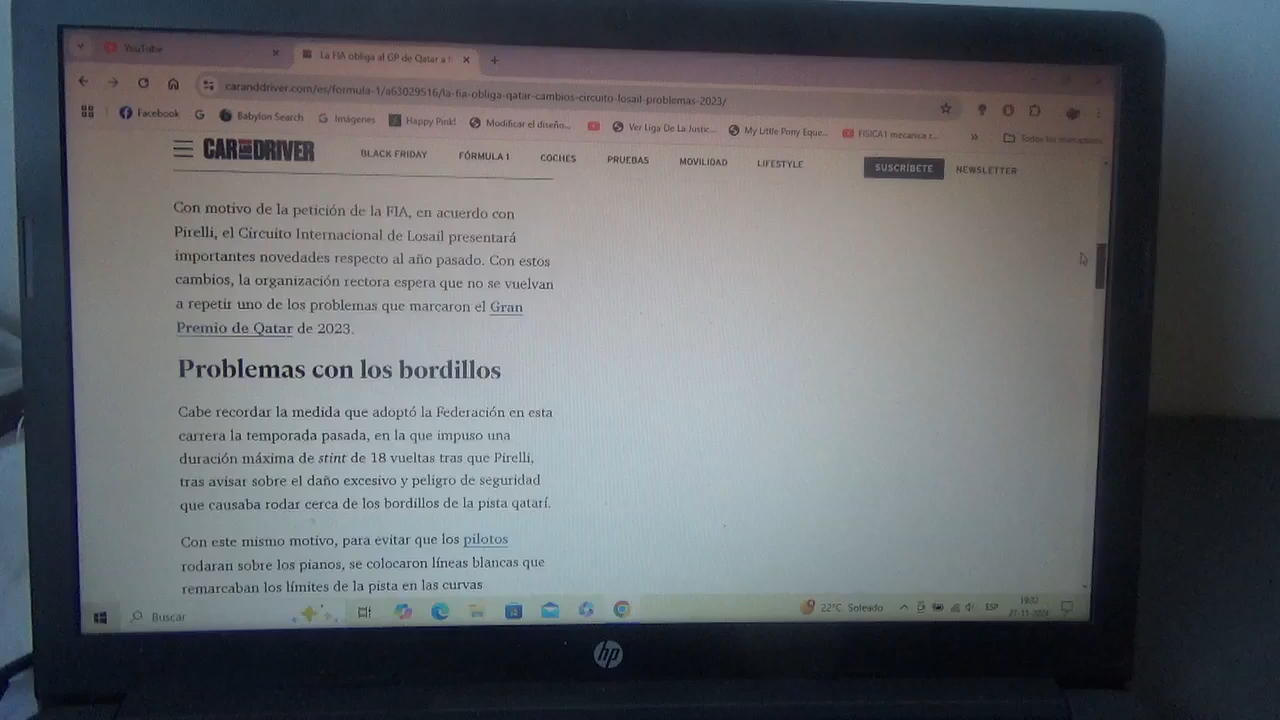 YouTube
La FIA obliga al GP de Qatar a
caranddriver.com/es/formula-1/a63029516/la-fia-obliga-qatar-cambios-circuito-losail-problemas-2023/
Facebook
G
Babylon Search
Imágenes
Happy Pink!
Modificar el diseño...
Ver Liga De La Justic...
My Little Pony Eque...
FISICA1 mecanica r...
»
Todos los marcadores
CAR AND DRIVER
BLACK FRIDAY
FÓRMULA 1
COCHES
PRUEBAS
MOVILIDAD
LIFESTYLE
SUSCRÍBETE
NEWSLETTER
Con motivo de la petición de la FIA, en acuerdo con
Pirelli, el Circuito Internacional de Losail presentará
importantes novedades respecto al año pasado. Con estos
cambios, la organización rectora espera que no se vuelvan
a repetir uno de los problemas que marcaron el Gran
Premio de Qatar de 2023.
Problemas con los bordillos
Cabe recordar la medida que adoptó la Federación en esta
carrera la temporada pasada, en la que impuso una
duración máxima de stint de 18 vueltas tras que Pirelli,
tras avisar sobre el daño excesivo y peligro de seguridad
que causaba rodar cerca de los bordillos de la pista qatarí.
Con este mismo motivo, para evitar que los pilotos
rodaran sobre los pianos, se colocaron líneas blancas que
remarcaban los límites de la pista en las curvas
Buscar
22°C Soleado
ESP
27-11-2024
hp